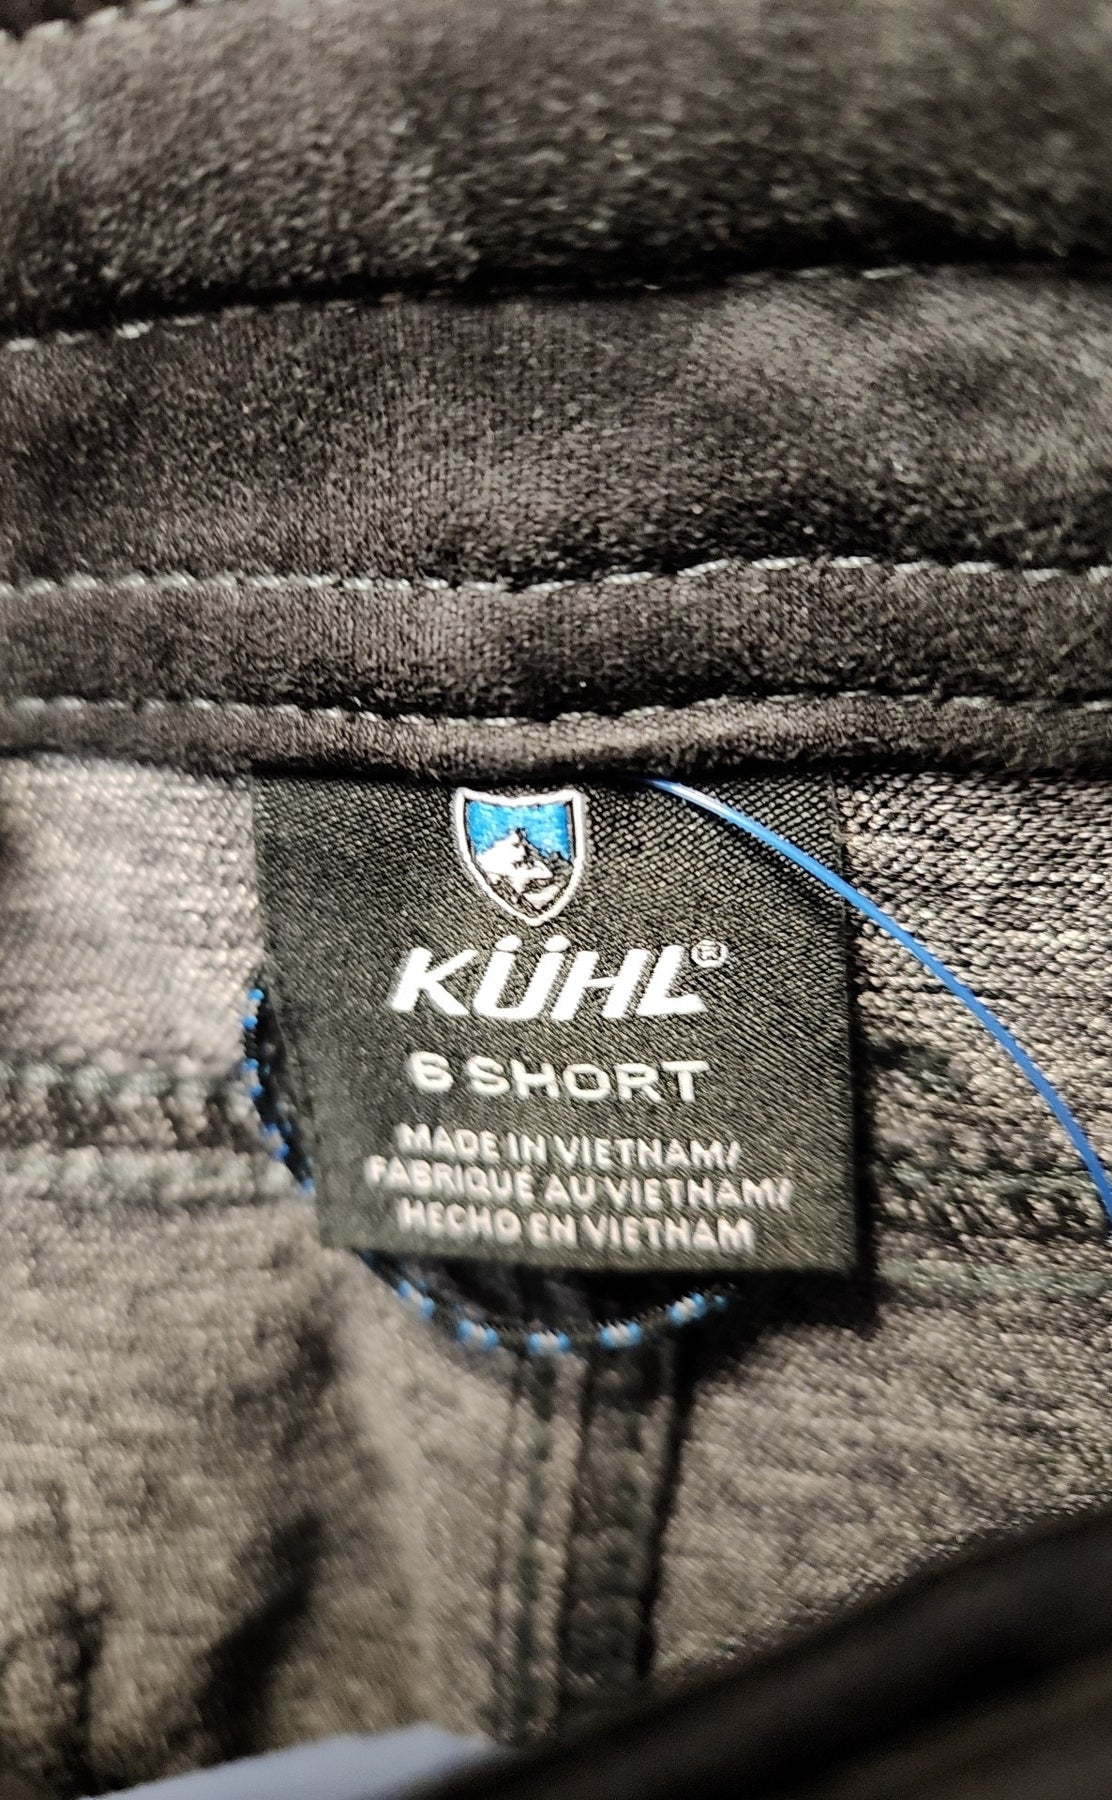 KÜHL®
6 SHORT
MADE IN VIETNAM/
FABRIQUÉ AU VIETNAM/
HECHO EN VIETNAM